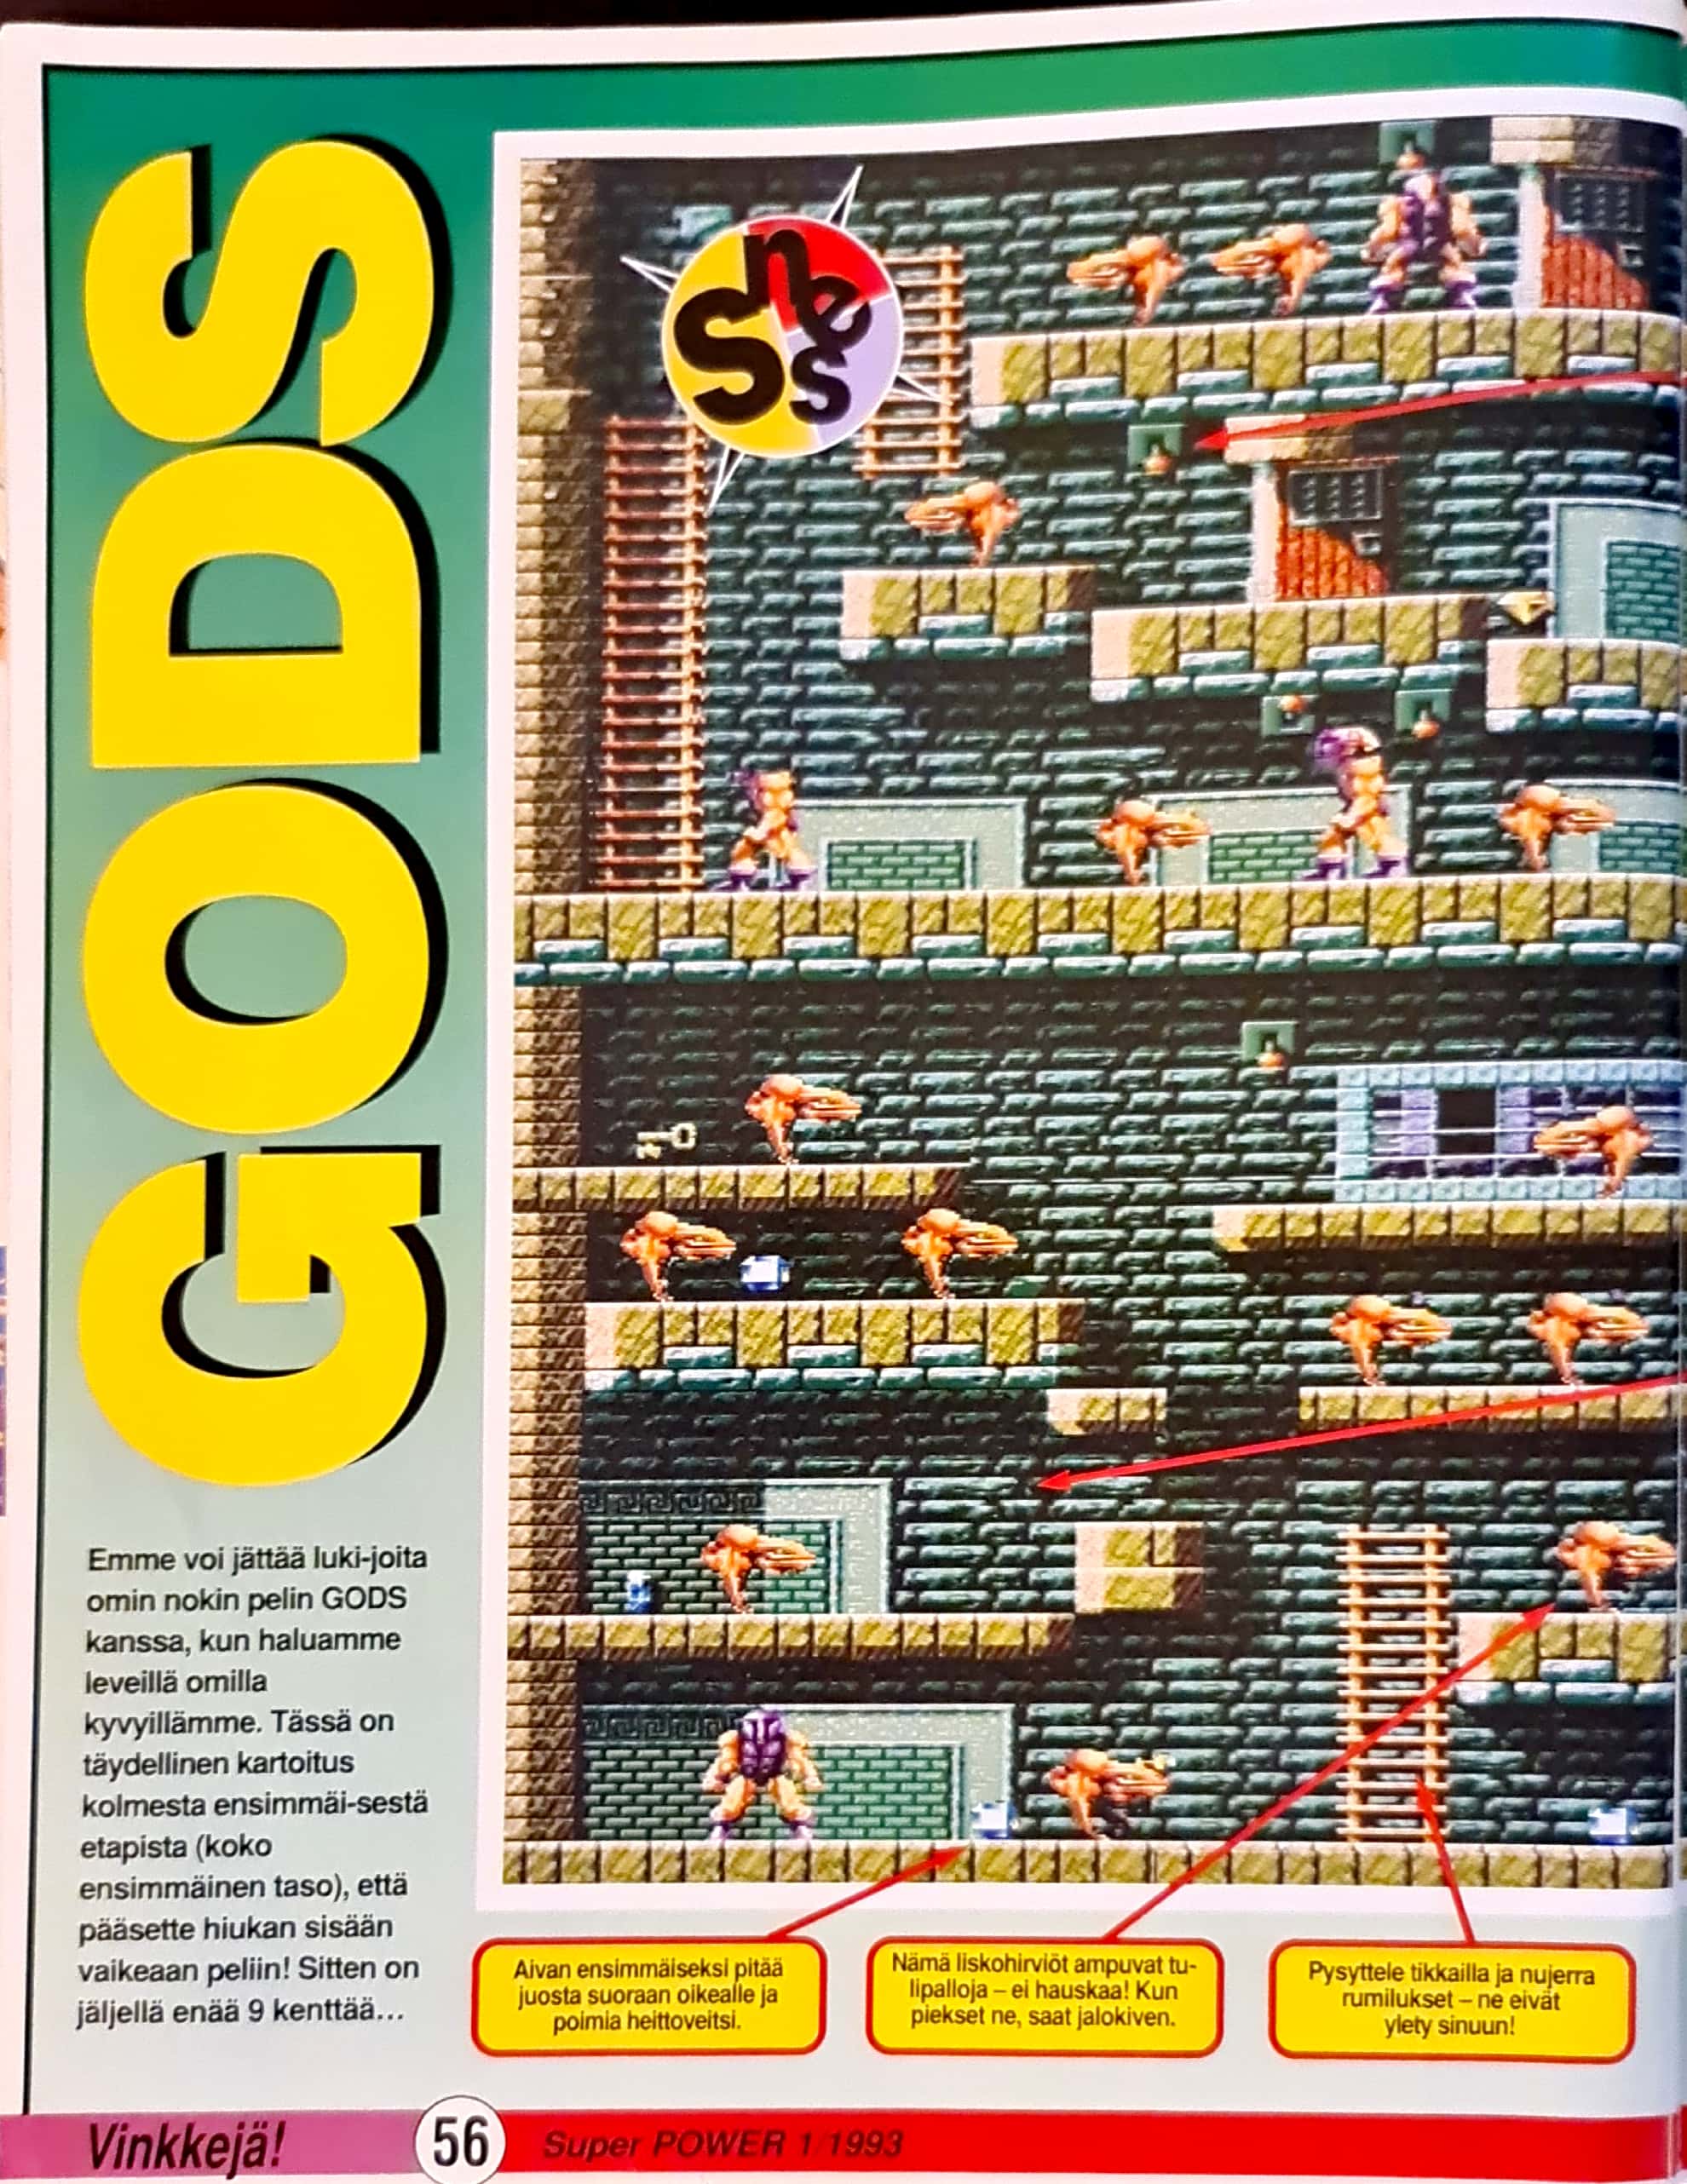 GODS
Snes
Emme voi jättää luki-joita
omin nokin pelin GODS
kanssa, kun haluamme
leveillä omilla
kyvyillämme. Tässä on
täydellinen kartoitus
kolmesta ensimmäi-sestä
etapista (koko
ensimmäinen taso), että
pääsette hiukan sisään
vaikeaan peliin! Sitten on
jäljellä enää 9 kenttää...
Aivan ensimmäiseksi pitää
juosta suoraan oikealle ja
poimia heittoveitsi.
Nämä liskohirviöt ampuvat tu-
lipalloja – ei hauskaa! Kun
piekset ne, saat jalokiven.
Pysyttele tikkailla ja nujerra
rumilukset – ne eivät
ylety sinuun!
Vinkkejä!
56
Super POWER 1/1993